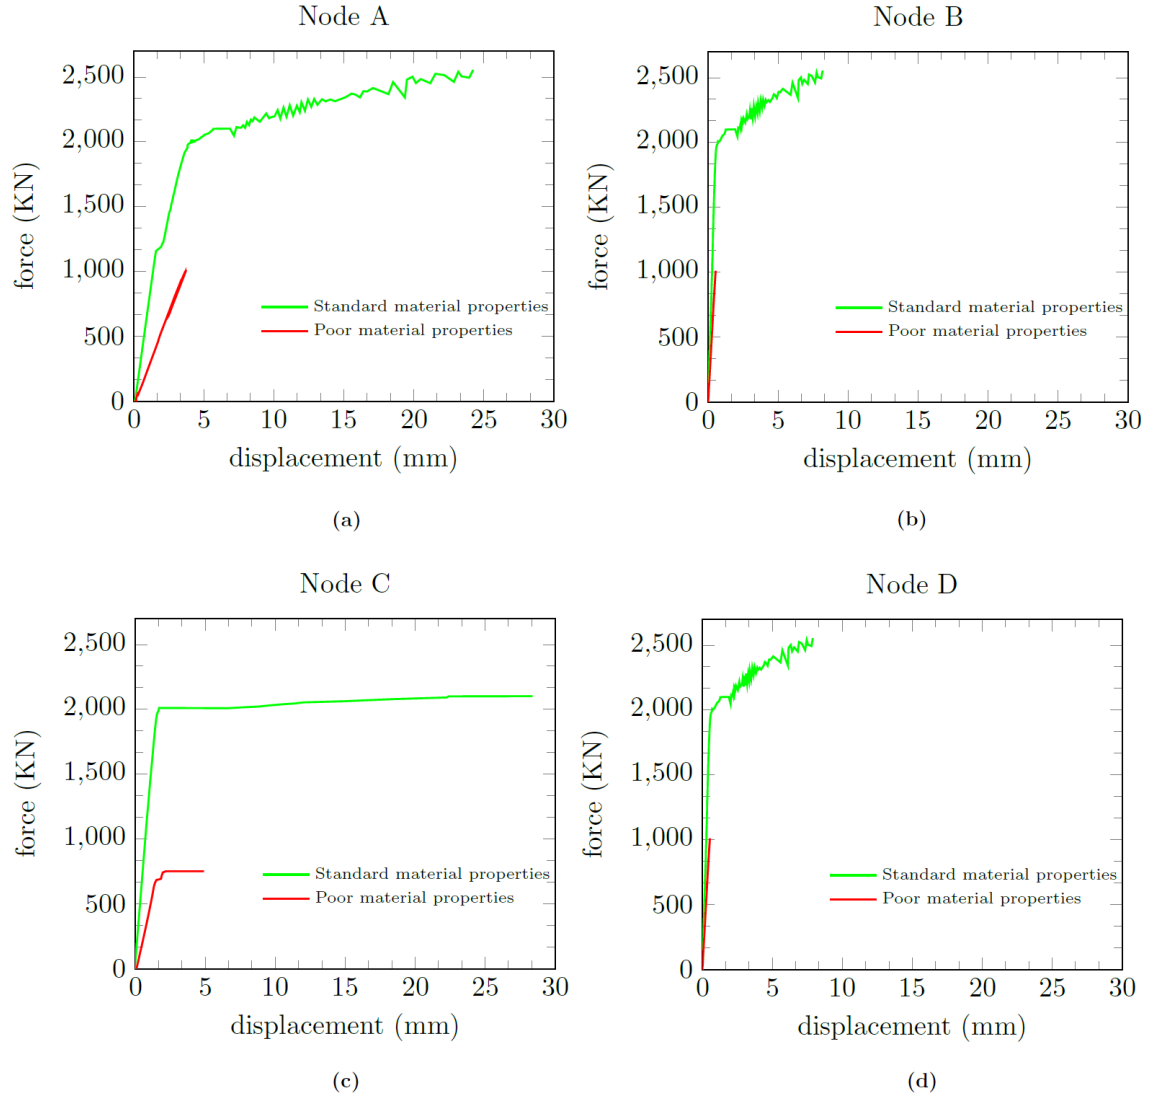 Node A
2,500
2,000
1,500
1,000
500
0
0 5 10 15 20 25 30
force (KN)
displacement (mm)
Standard material properties
Poor material properties
(a)
Node B
2,500
2,000
1,500
1,000
500
0
0 5 10 15 20 25 30
force (KN)
displacement (mm)
Standard material properties
Poor material properties
(b)
Node C
2,500
2,000
1,500
1,000
500
0
0 5 10 15 20 25 30
force (KN)
displacement (mm)
Standard material properties
Poor material properties
(c)
Node D
2,500
2,000
1,500
1,000
500
0
0 5 10 15 20 25 30
force (KN)
displacement (mm)
Standard material properties
Poor material properties
(d)